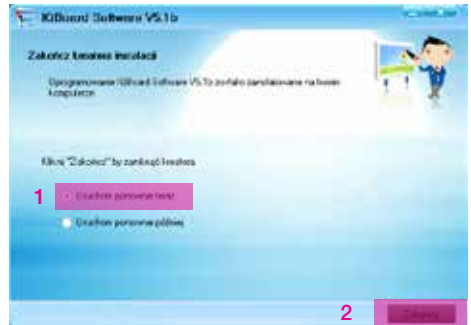 IQBoard Software V5.1b
Zakończ kreatora instalacji
Oprogramowanie IQBoard Software V5.1b zostało zainstalowane na twoim
komputerze.
Kliknij "Zakończ" by zamknąć kreatora
1
Uruchom ponownie teraz
Uruchom ponownie później
2
Zakończ